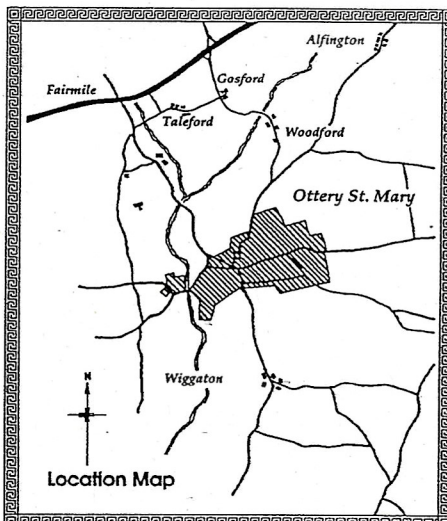 Alfington
Gosford
Fairmile
Taleford
Woodford
Ottery St. Mary
Wiggaton
N
Location Map